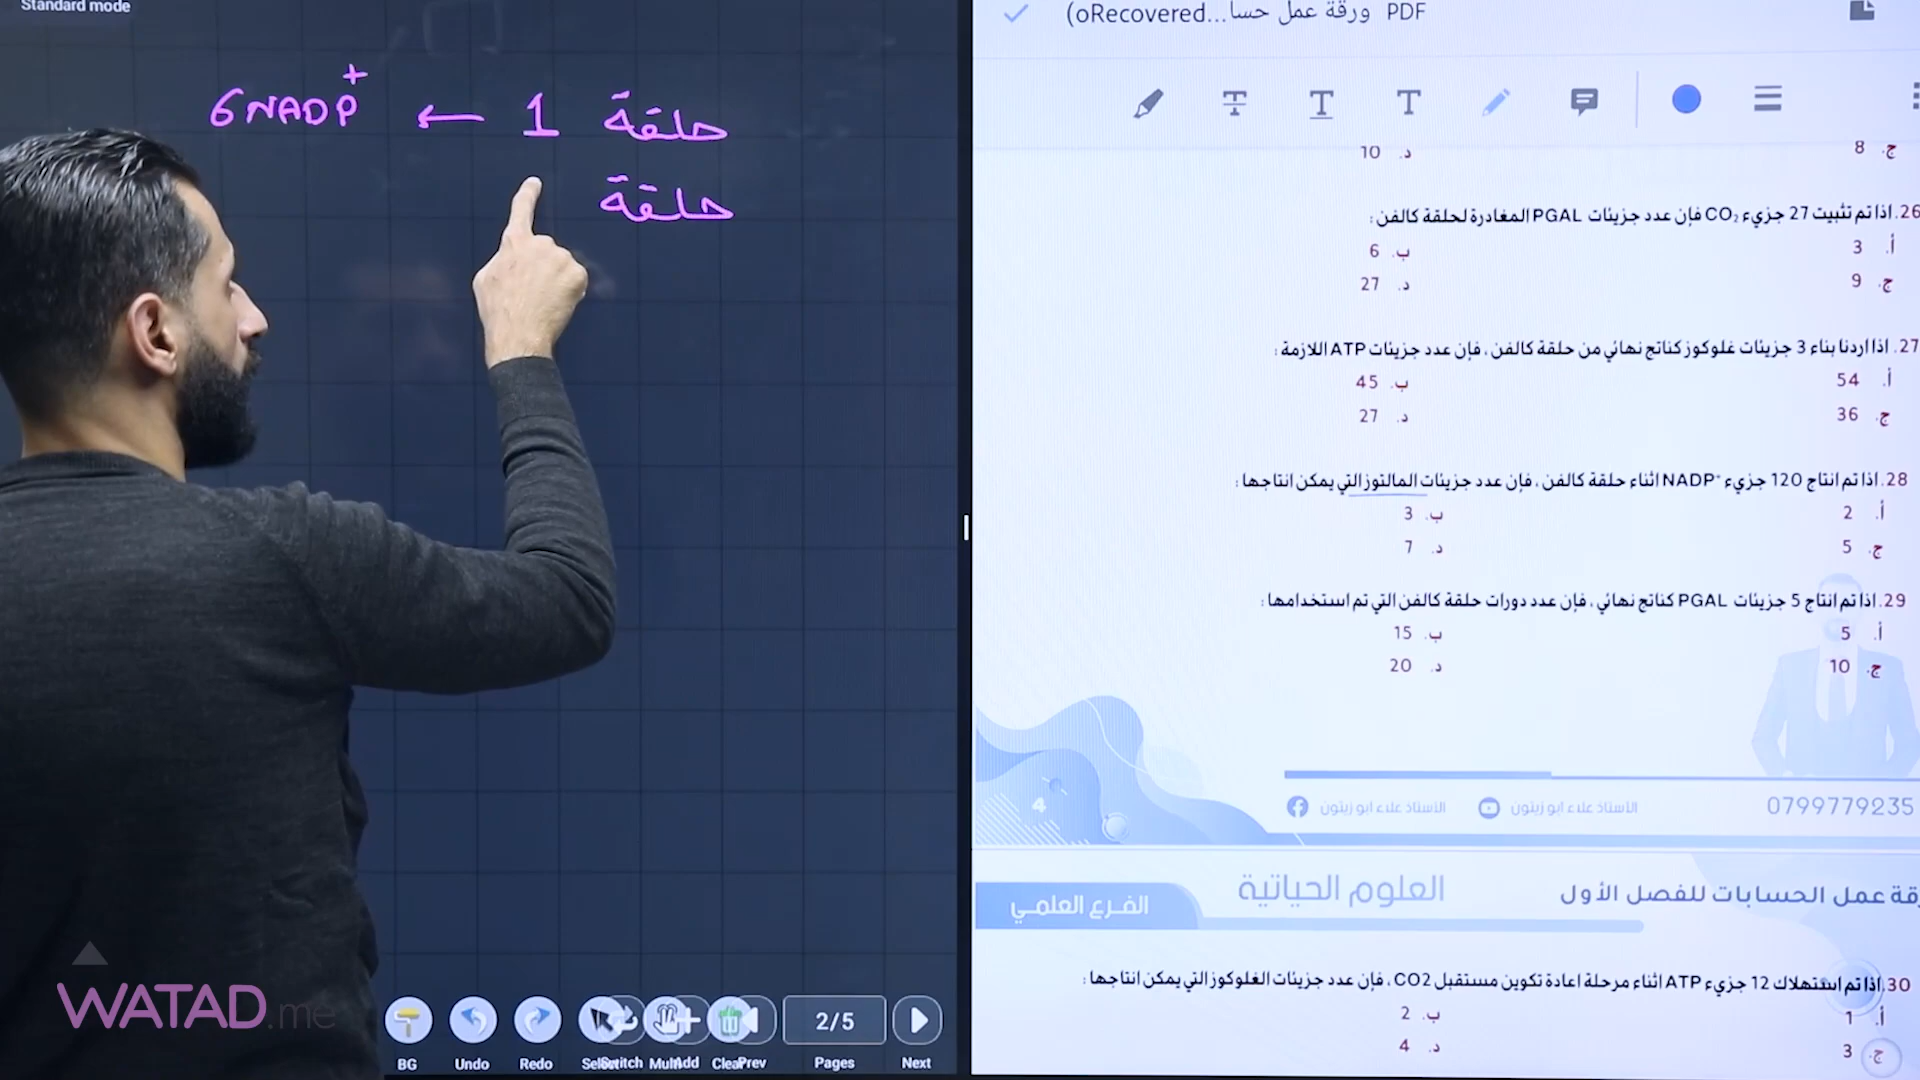 Standard mode
حلقة 1 ← 6NADP+
حلقة
WATAD.me
BG
Undo
Redo
Switch
Add
Prev
2/5
Pages
Next
PDF ورقة عمل حسا...oRecovered)
ج. 8
د. 10
26. اذا تم تثبيت 27 جزيء CO₂ فإن عدد جزيئات PGAL المغادرة لحلقة كالفن :
أ. 3
ب. 6
ج. 9
د. 27
27. اذا اردنا بناء 3 جزيئات غلوكوز كناتج نهائي من حلقة كالفن ، فإن عدد جزيئات ATP اللازمة :
أ. 54
ب. 45
ج. 36
د. 27
28. اذا تم انتاج 120 جزيء NADP⁺ اثناء حلقة كالفن ، فإن عدد جزيئات المالتوز التي يمكن انتاجها :
أ. 2
ب. 3
ج. 5
د. 7
29. اذا تم انتاج 5 جزيئات PGAL كناتج نهائي ، فإن عدد دورات حلقة كالفن التي تم استخدامها :
أ. 5
ب. 15
ج. 10
د. 20
4
الاستاذ علاء ابو زيتون
الاستاذ علاء ابو زيتون
0799779235
عمل الحسابات للفصل الأول
العلوم الحياتية
الفرع العلمي
30. اذا تم استهلاك 12 جزيء ATP اثناء مرحلة اعادة تكوين مستقبل CO2 ، فإن عدد جزيئات الغلوكوز التي يمكن انتاجها :
أ. 1
ب. 2
ج. 3
د. 4